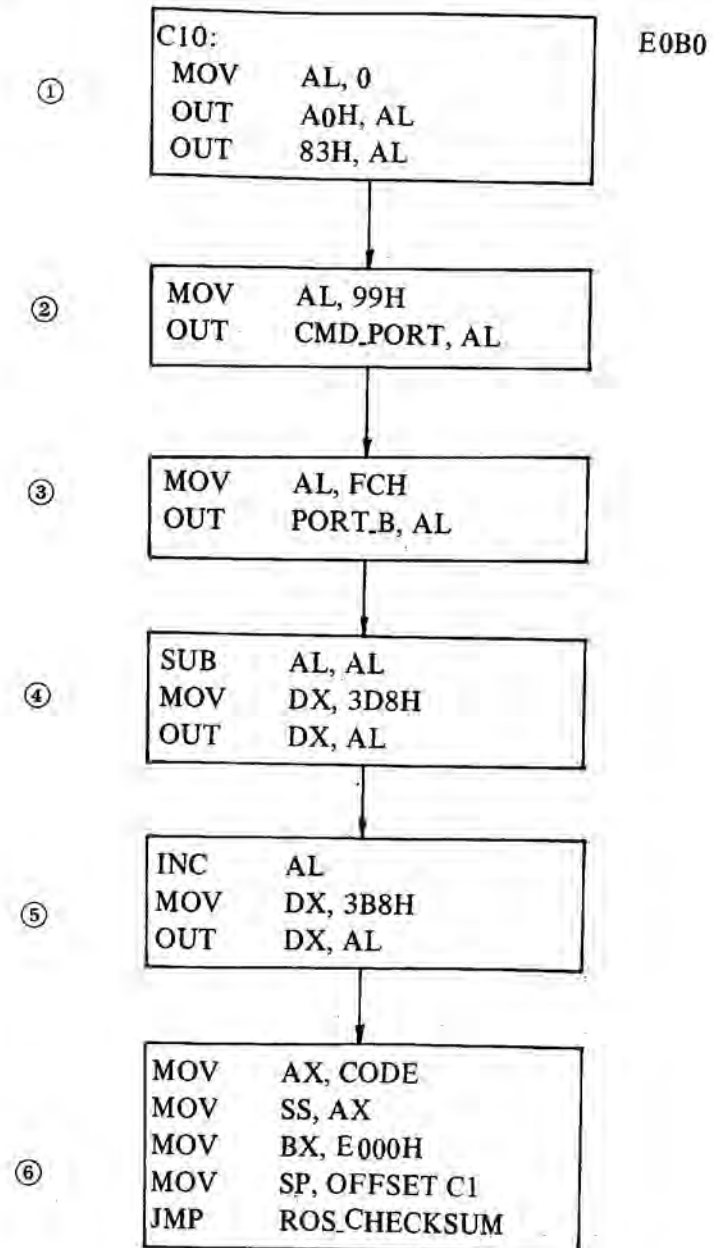 C10:
E0B0
①
MOV AL, 0
OUT A0H, AL
OUT 83H, AL
②
MOV AL, 99H
OUT CMD_PORT, AL
③
MOV AL, FCH
OUT PORT_B, AL
④
SUB AL, AL
MOV DX, 3D8H
OUT DX, AL
⑤
INC AL
MOV DX, 3B8H
OUT DX, AL
⑥
MOV AX, CODE
MOV SS, AX
MOV BX, E000H
MOV SP, OFFSET C1
JMP ROS_CHECKSUM